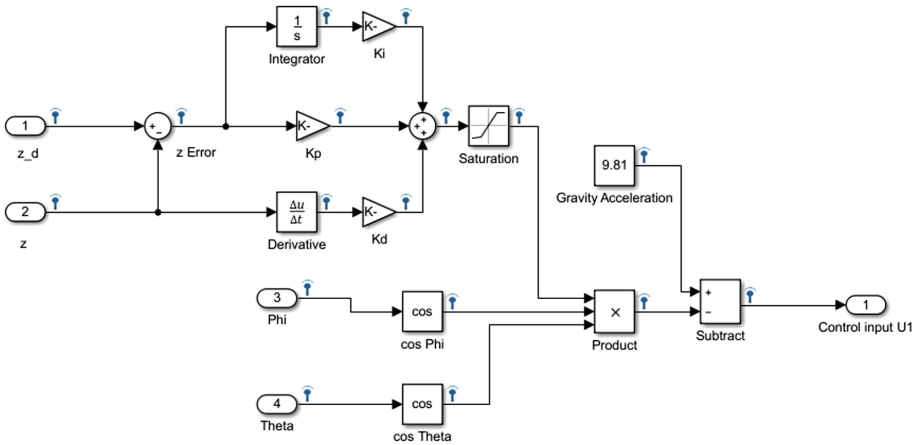 1
s
Integrator
K-
Ki
1
z_d
+
−
z Error
K-
Kp
+
+
+
Saturation
9.81
Gravity Acceleration
2
z
Δu
Δt
Derivative
K-
Kd
3
Phi
cos
cos Phi
×
Product
+
−
Subtract
1
Control input U1
4
Theta
cos
cos Theta